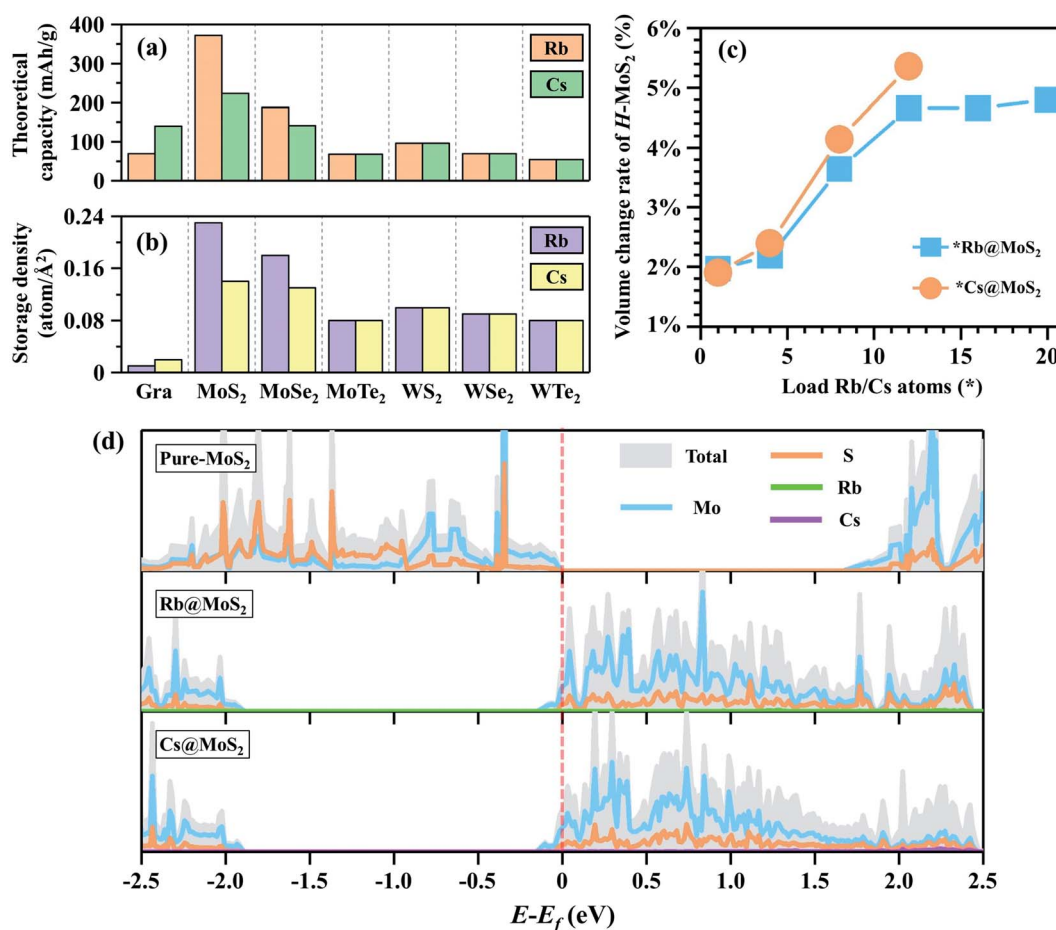 (a)
Theoretical
capacity (mAh/g)
400
300
200
100
0
Rb
Cs
(b)
Storage density
(atom/Å²)
0.24
0.16
0.08
0
Rb
Cs
Gra MoS₂ MoSe₂ MoTe₂ WS₂ WSe₂ WTe₂
(c)
Volume change rate of H-MoS₂ (%)
6%
5%
4%
3%
2%
1%
*Rb@MoS₂
*Cs@MoS₂
0 5 10 15 20
Load Rb/Cs atoms (*)
(d)
Pure-MoS₂
Total
Mo
S
Rb
Cs
Rb@MoS₂
Cs@MoS₂
-2.5 -2.0 -1.5 -1.0 -0.5 0 0.5 1.0 1.5 2.0 2.5
E-E_f (eV)